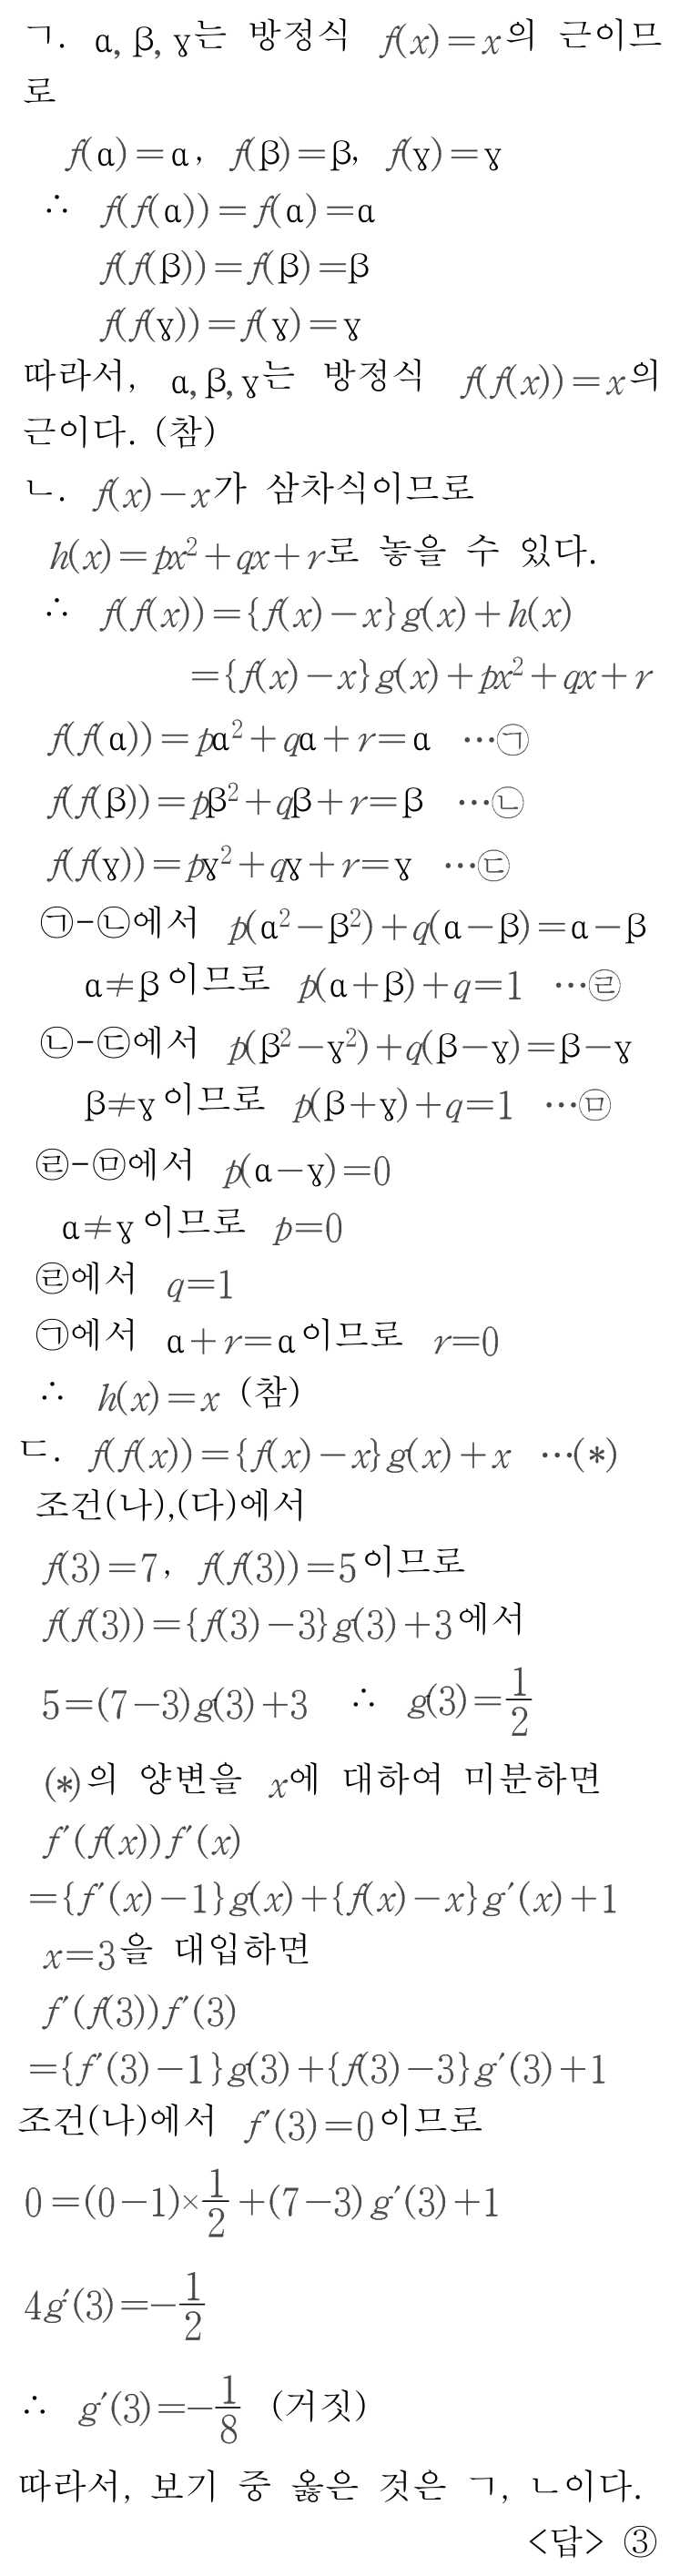 ㄱ. α, β, γ는 방정식 f(x)=x의 근이므
로
f(α)=α, f(β)=β, f(γ)=γ
∴ f(f(α))=f(α)=α
f(f(β))=f(β)=β
f(f(γ))=f(γ)=γ
따라서, α, β, γ는 방정식 f(f(x))=x의
근이다. (참)
ㄴ. f(x)-x가 삼차식이므로
h(x)=px²+qx+r로 놓을 수 있다.
∴ f(f(x))={f(x)-x}g(x)+h(x)
={f(x)-x}g(x)+px²+qx+r
f(f(α))=pα²+qα+r=α …㉠
f(f(β))=pβ²+qβ+r=β …㉡
f(f(γ))=pγ²+qγ+r=γ …㉢
㉠-㉡에서 p(α²-β²)+q(α-β)=α-β
α≠β이므로 p(α+β)+q=1 …㉣
㉡-㉢에서 p(β²-γ²)+q(β-γ)=β-γ
β≠γ이므로 p(β+γ)+q=1 …㉤
㉣-㉤에서 p(α-γ)=0
α≠γ이므로 p=0
㉣에서 q=1
㉠에서 α+r=α이므로 r=0
∴ h(x)=x (참)
ㄷ. f(f(x))={f(x)-x}g(x)+x …(*)
조건(나),(다)에서
f(3)=7, f(f(3))=5이므로
f(f(3))={f(3)-3}g(3)+3에서
5=(7-3)g(3)+3 ∴ g(3)=1/2
(*)의 양변을 x에 대하여 미분하면
f′(f(x))f′(x)
={f′(x)-1}g(x)+{f(x)-x}g′(x)+1
x=3을 대입하면
f′(f(3))f′(3)
={f′(3)-1}g(3)+{f(3)-3}g′(3)+1
조건(나)에서 f′(3)=0이므로
0=(0-1)×1/2+(7-3)g′(3)+1
4g′(3)=-1/2
∴ g′(3)=-1/8 (거짓)
따라서, 보기 중 옳은 것은 ㄱ, ㄴ이다.
<답> ③